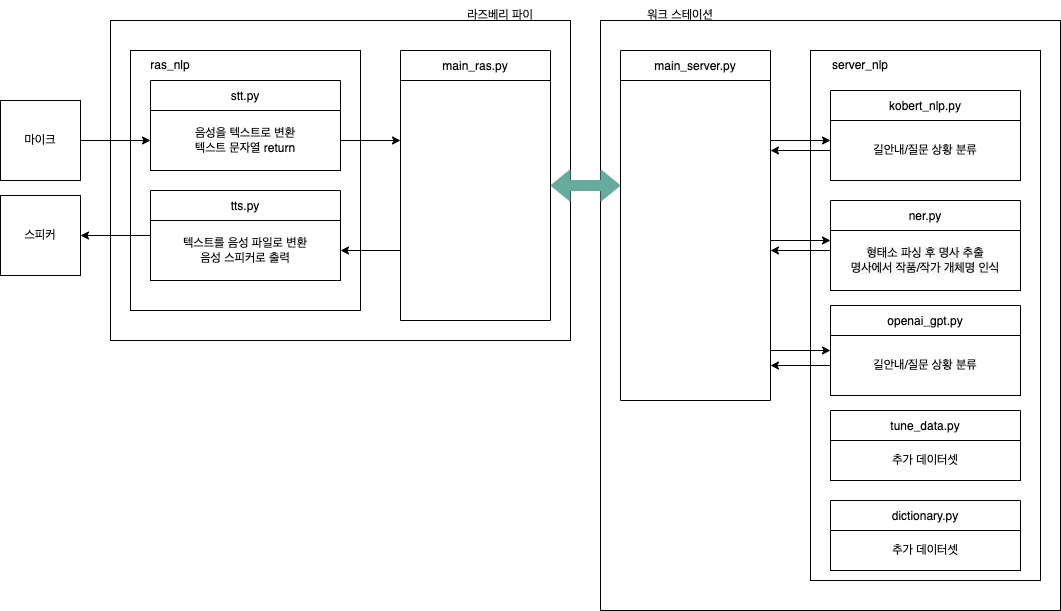 라즈베리 파이
워크 스테이션
ras_nlp
main_ras.py
main_server.py
server_nlp
stt.py
음성을 텍스트로 변환
텍스트 문자열 return
마이크
kobert_nlp.py
길안내/질문 상황 분류
tts.py
텍스트를 음성 파일로 변환
음성 스피커로 출력
스피커
ner.py
형태소 파싱 후 명사 추출
명사에서 작품/작가 개체명 인식
openai_gpt.py
길안내/질문 상황 분류
tune_data.py
추가 데이터셋
dictionary.py
추가 데이터셋